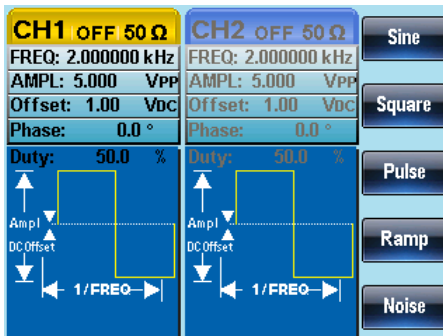 CH1 OFF 50 Ω
FREQ: 2.000000 kHz
AMPL: 5.000 VPP
Offset: 1.00 VDC
Phase: 0.0 °
Duty: 50.0 %
Ampl
DC Offset
1/FREQ
CH2 OFF 50 Ω
FREQ: 2.000000 kHz
AMPL: 5.000 VPP
Offset: 1.00 VDC
Phase: 0.0 °
Duty: 50.0 %
Ampl
DC Offset
1/FREQ
Sine
Square
Pulse
Ramp
Noise